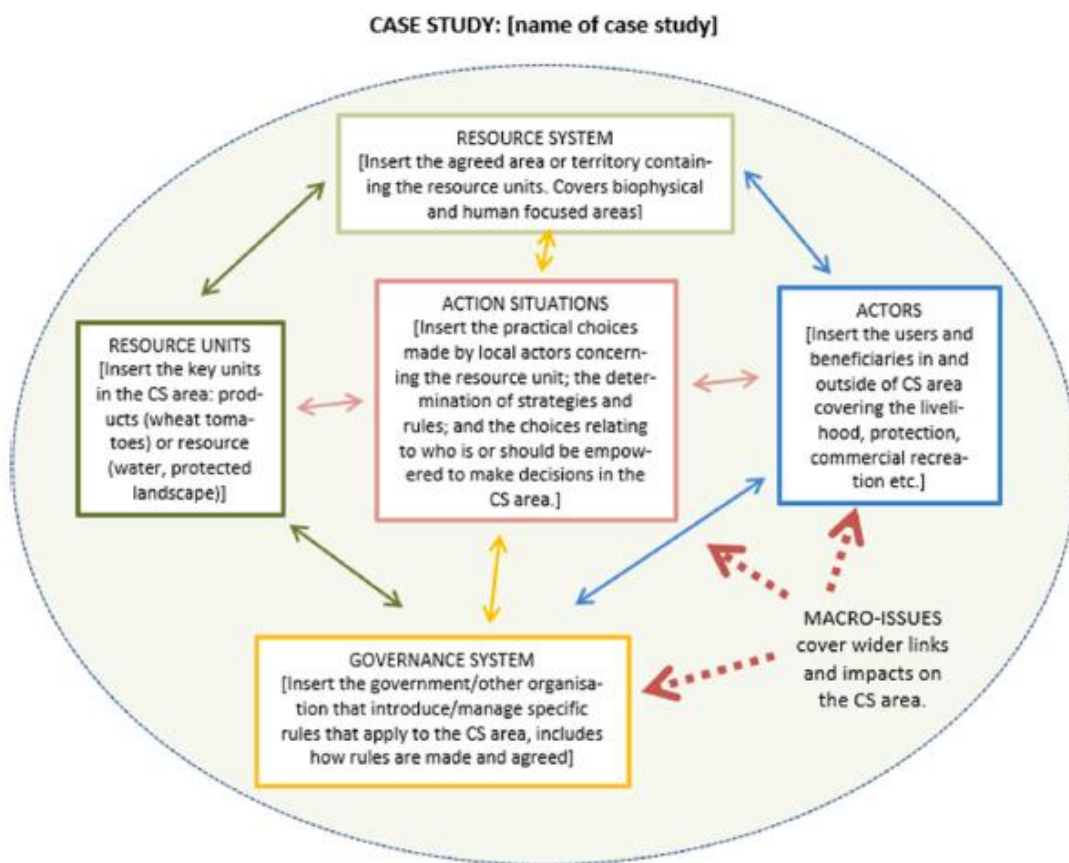 CASE STUDY: [name of case study]
RESOURCE SYSTEM
[Insert the agreed area or territory contain-
ing the resource units. Covers biophysical
and human focused areas]
RESOURCE UNITS
[Insert the key units
in the CS area: prod-
ucts (wheat toma-
toes) or resource
(water, protected
landscape)]
ACTION SITUATIONS
[Insert the practical choices
made by local actors concern-
ing the resource unit; the deter-
mination of strategies and
rules; and the choices relating
to who is or should be empow-
ered to make decisions in the
CS area.]
ACTORS
[Insert the users and
beneficiaries in and
outside of CS area
covering the liveli-
hood, protection,
commercial recrea-
tion etc.]
MACRO-ISSUES
cover wider links
and impacts on
the CS area.
GOVERNANCE SYSTEM
[Insert the government/other organisa-
tion that introduce/manage specific
rules that apply to the CS area, includes
how rules are made and agreed]